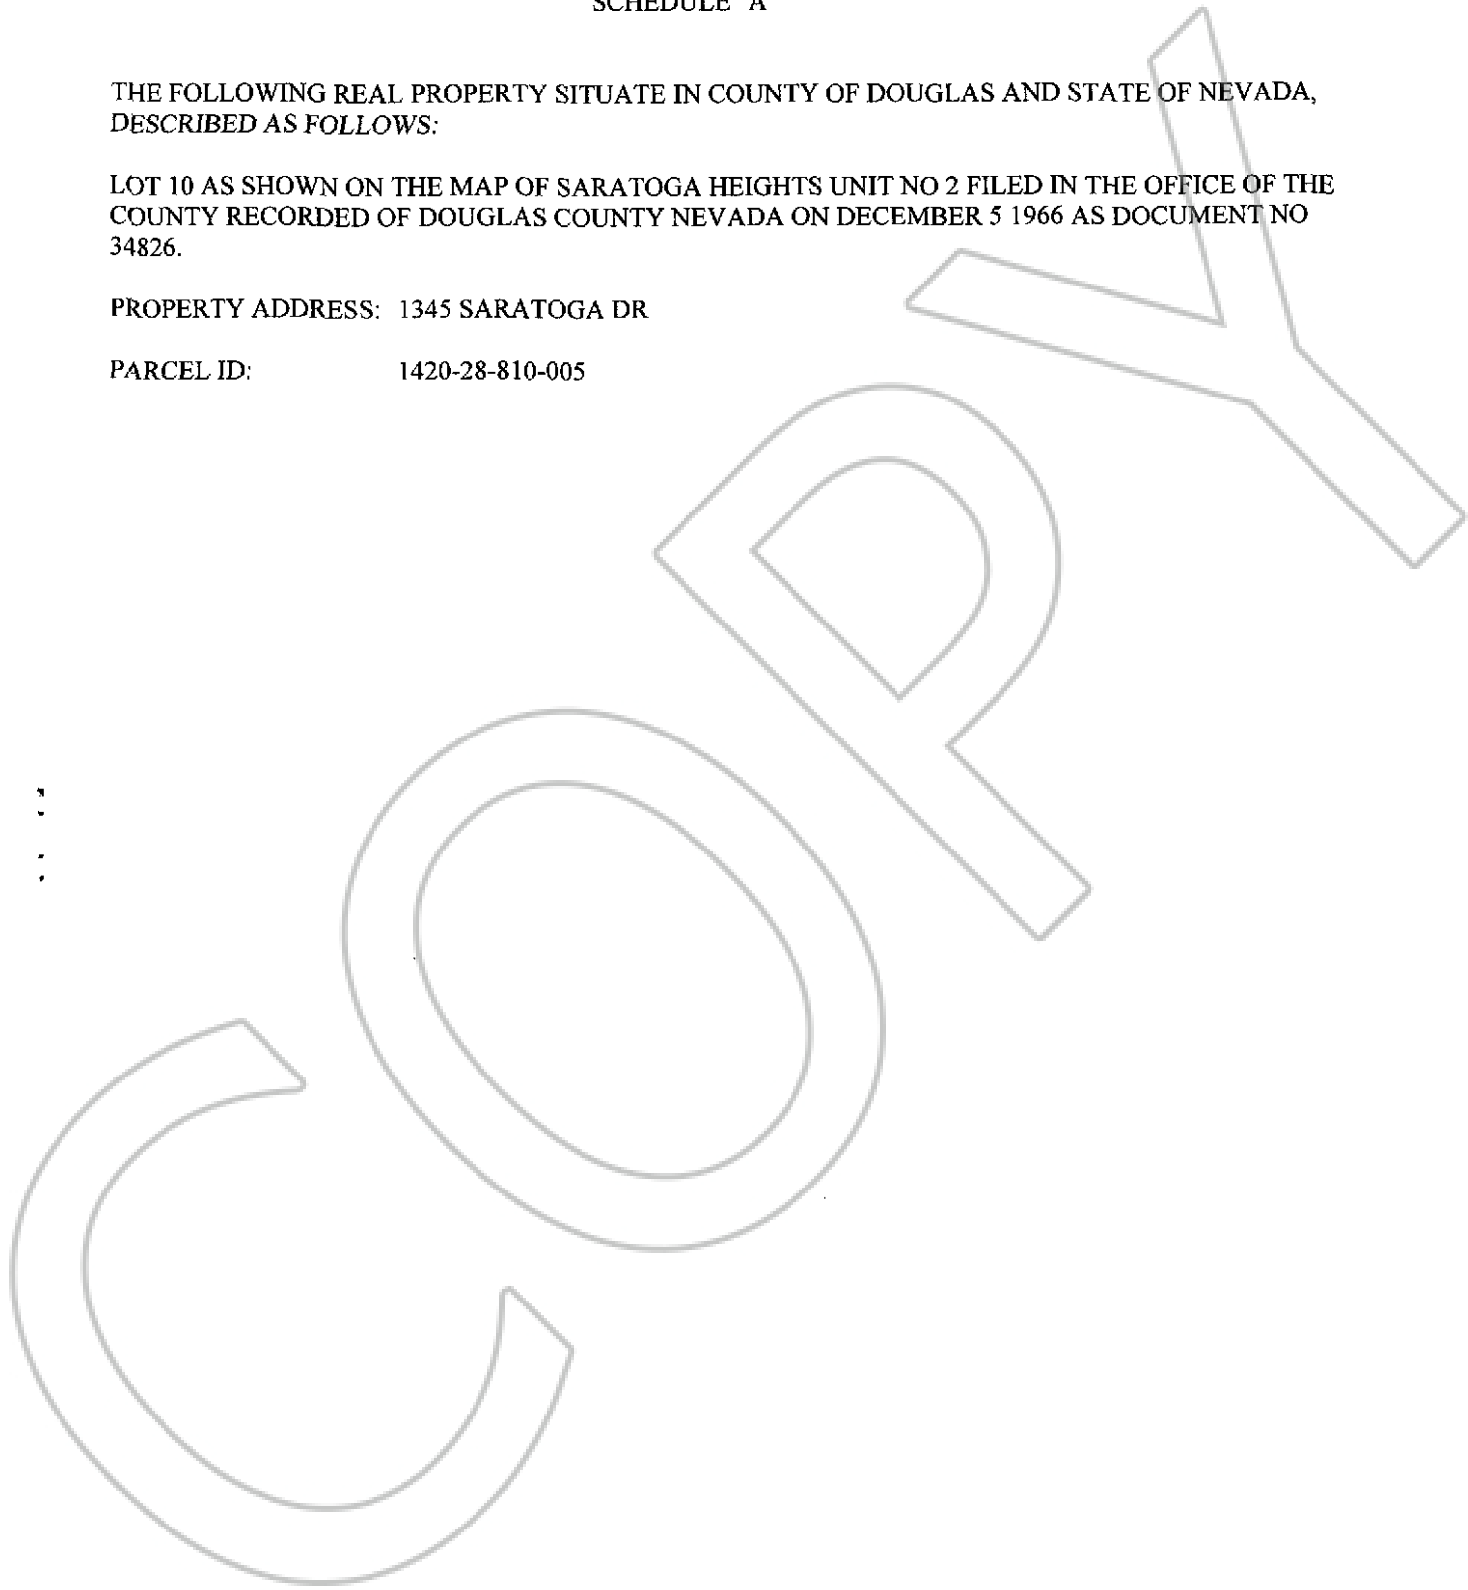 SCHEDULE "A"
THE FOLLOWING REAL PROPERTY SITUATE IN COUNTY OF DOUGLAS AND STATE OF NEVADA,
DESCRIBED AS FOLLOWS:
LOT 10 AS SHOWN ON THE MAP OF SARATOGA HEIGHTS UNIT NO 2 FILED IN THE OFFICE OF THE
COUNTY RECORDED OF DOUGLAS COUNTY NEVADA ON DECEMBER 5 1966 AS DOCUMENT NO
34826.
PROPERTY ADDRESS: 1345 SARATOGA DR
PARCEL ID: 1420-28-810-005
COPY